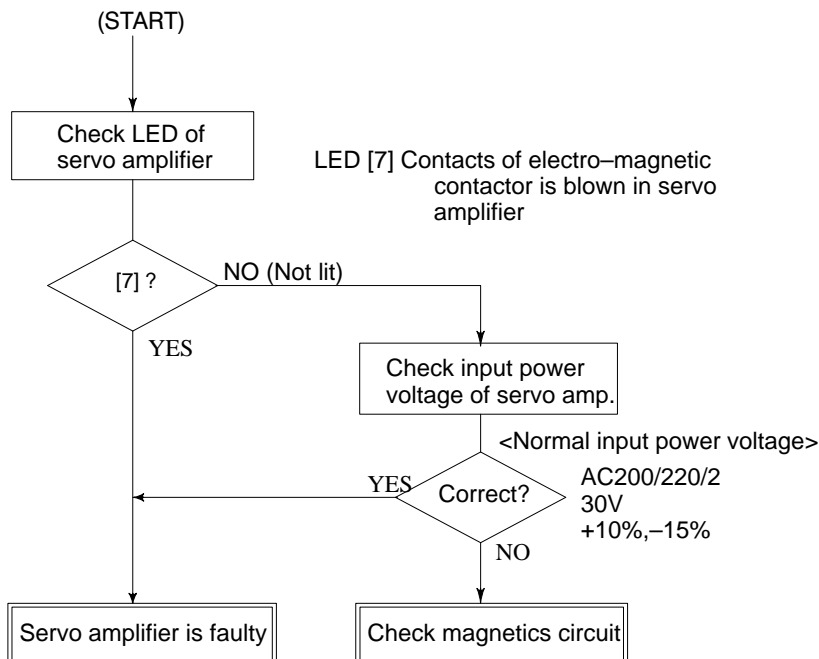 (START)
Check LED of
servo amplifier
LED [7] Contacts of electro–magnetic
contactor is blown in servo
amplifier
[7] ?
NO (Not lit)
YES
Check input power
voltage of servo amp.
<Normal input power voltage>
YES
Correct?
AC200/220/2
30V
+10%,–15%
NO
Servo amplifier is faulty
Check magnetics circuit